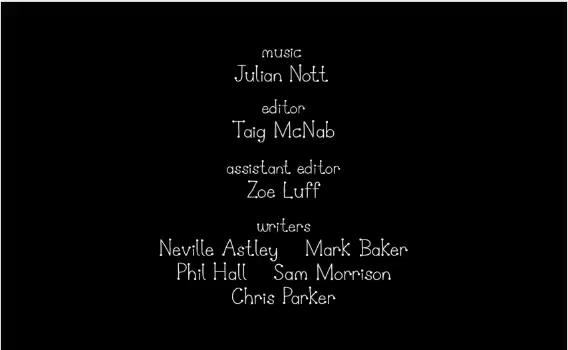 music
Julian Nott
editor
Taig McNab
assistant editor
Zoe Luff
writers
Neville Astley Mark Baker
Phil Hall Sam Morrison
Chris Parker